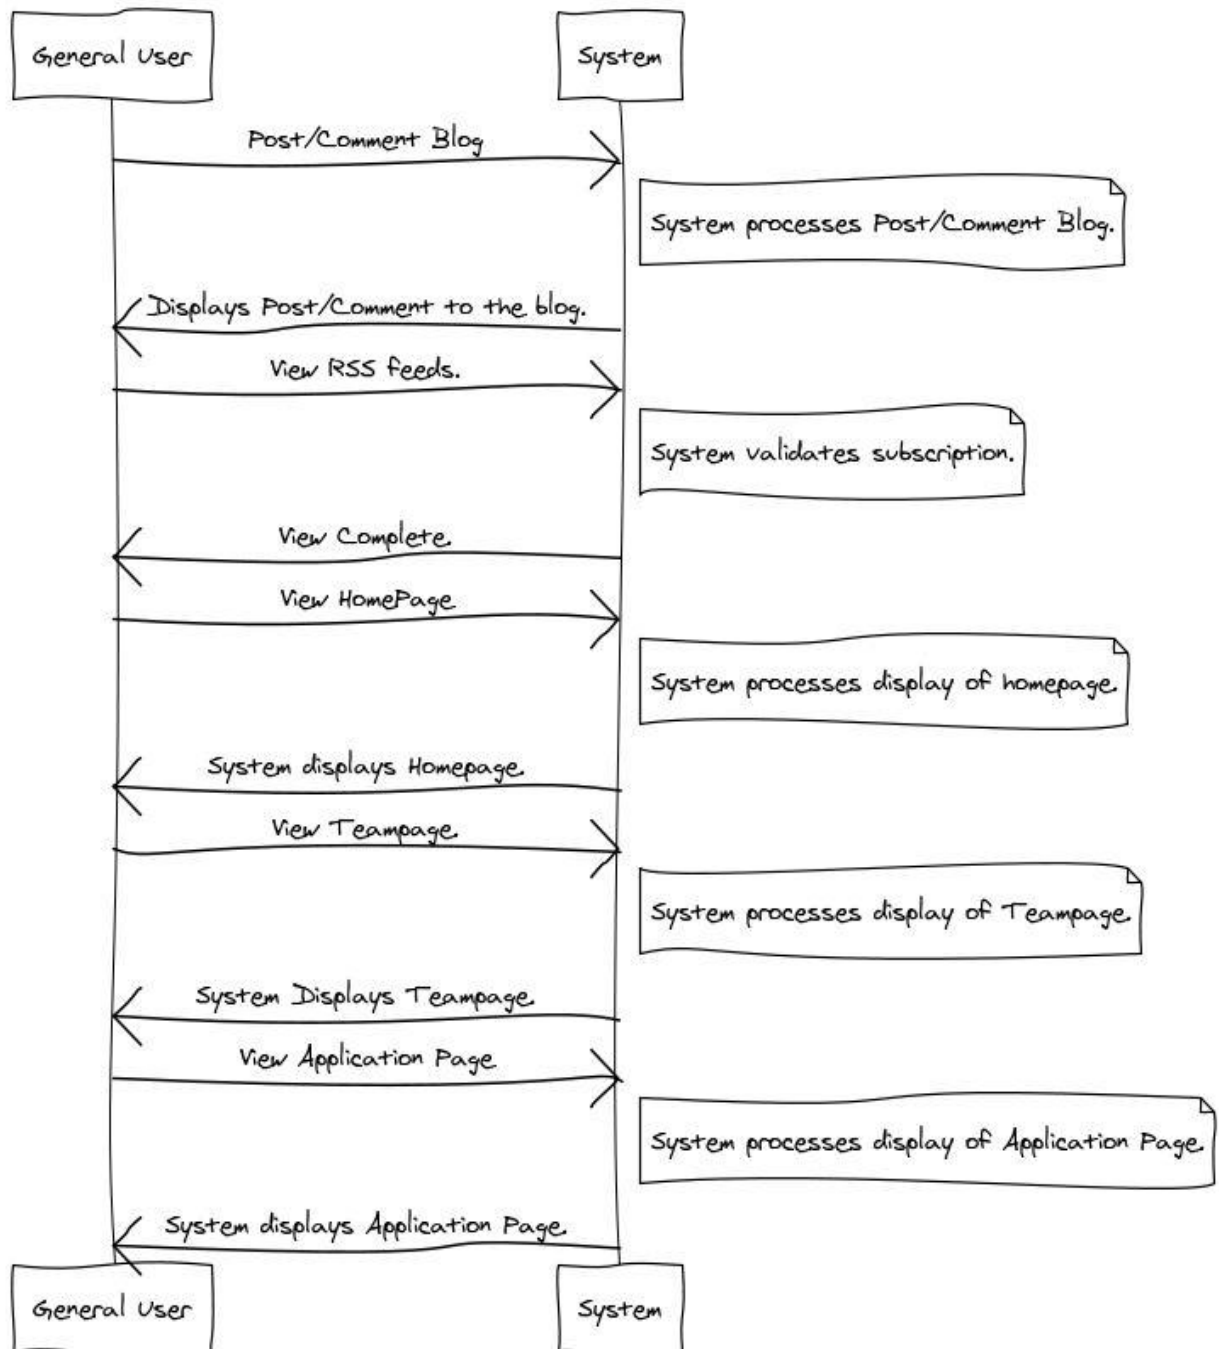 General User
System
Post/Comment Blog
System processes Post/Comment Blog.
Displays Post/Comment to the blog.
View RSS feeds.
System validates subscription.
View Complete.
View HomePage
System processes display of homepage.
System displays Homepage.
View Teampage.
System processes display of Teampage.
System Displays Teampage.
View Application Page
System processes display of Application Page.
System displays Application Page.
General User
System